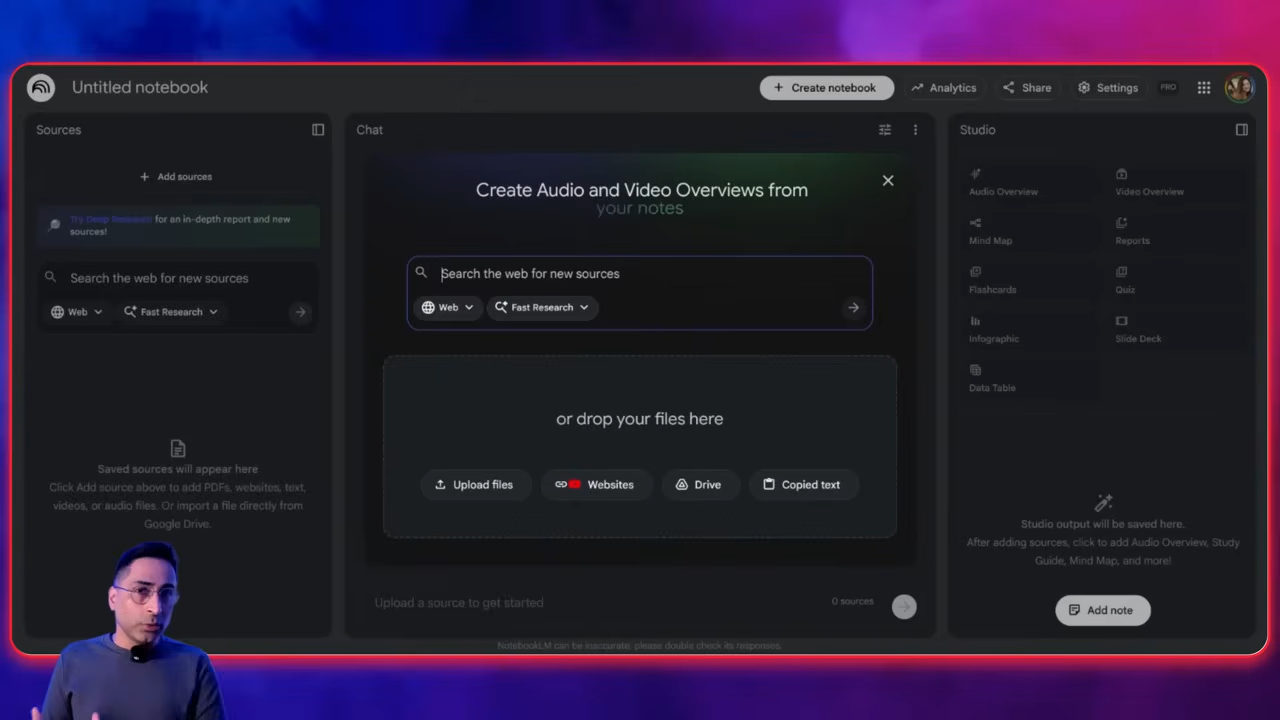 Untitled notebook
+ Create notebook
Analytics
Share
Settings
PRO
Sources
+ Add sources
Try Deep Research for an in-depth report and new
sources!
Search the web for new sources
Web
Fast Research
Saved sources will appear here
Click Add source above to add PDFs, websites, text,
videos, or audio files. Or import a file directly from
Google Drive.
Chat
Create Audio and Video Overviews from
your notes
Search the web for new sources
Web
Fast Research
or drop your files here
Upload files
Websites
Drive
Copied text
Upload a source to get started
0 sources
NotebookLM can be inaccurate; please double check its responses.
Studio
Audio Overview
Video Overview
Mind Map
Reports
Flashcards
Quiz
Infographic
Slide Deck
Data Table
Studio output will be saved here.
After adding sources, click to add Audio Overview, Study
Guide, Mind Map, and more!
Add note